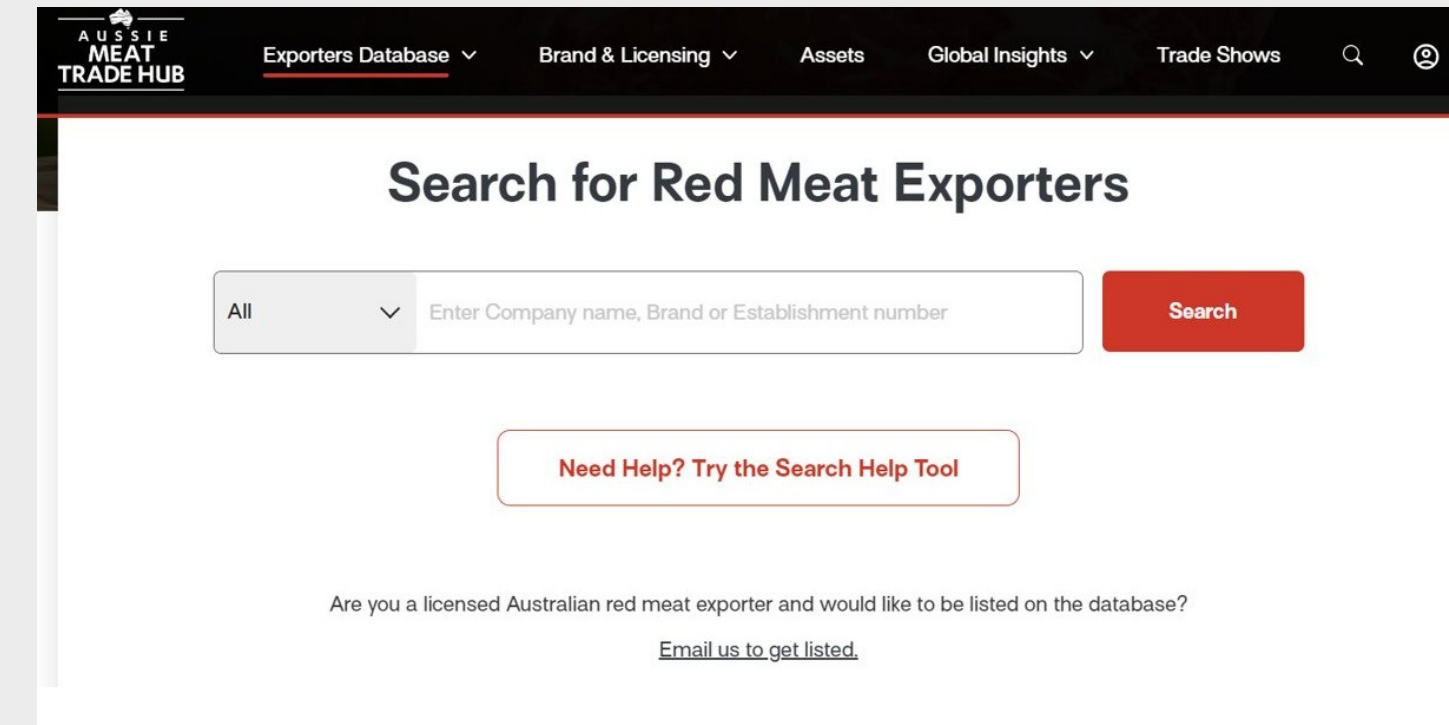 AUSSIE
MEAT
TRADE HUB
Exporters Database
Brand & Licensing
Assets
Global Insights
Trade Shows
Search for Red Meat Exporters
All
Enter Company name, Brand or Establishment number
Search
Need Help? Try the Search Help Tool
Are you a licensed Australian red meat exporter and would like to be listed on the database?
Email us to get listed.